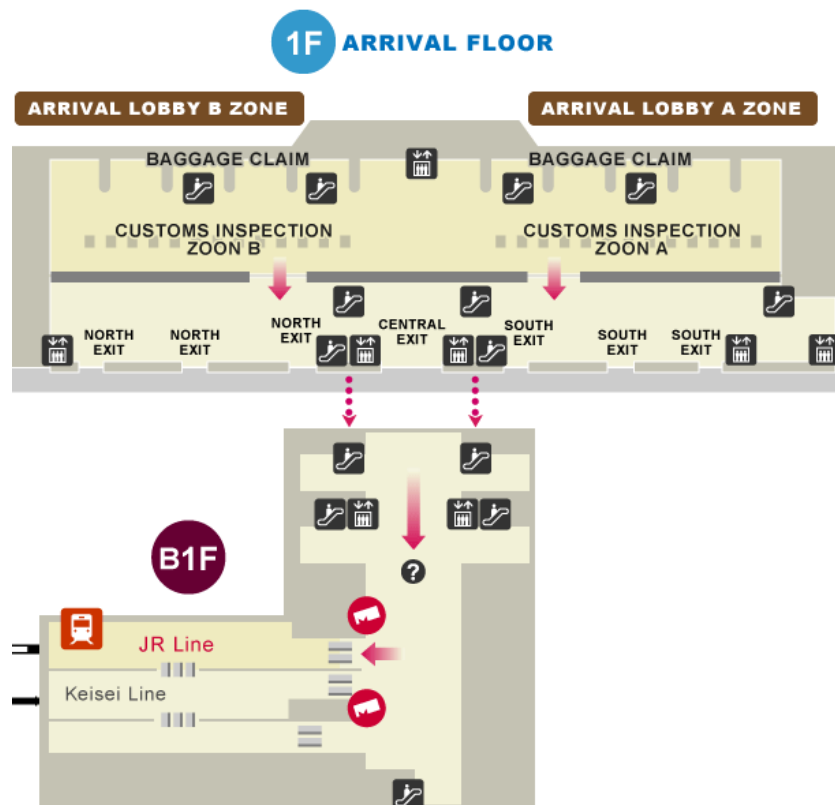 1F ARRIVAL FLOOR
ARRIVAL LOBBY B ZONE
ARRIVAL LOBBY A ZONE
BAGGAGE CLAIM
BAGGAGE CLAIM
CUSTOMS INSPECTION
ZOON B
CUSTOMS INSPECTION
ZOON A
NORTH
EXIT
NORTH
EXIT
NORTH
EXIT
CENTRAL
EXIT
SOUTH
EXIT
SOUTH
EXIT
SOUTH
EXIT
?
B1F
JR Line
Keisei Line